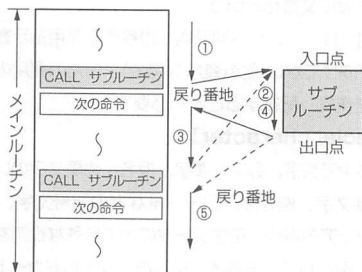 メインルーチン
CALL サブルーチン
次の命令
CALL サブルーチン
次の命令
①
戻り番地
③
戻り番地
⑤
入口点
②
④
サブ
ルーチン
出口点